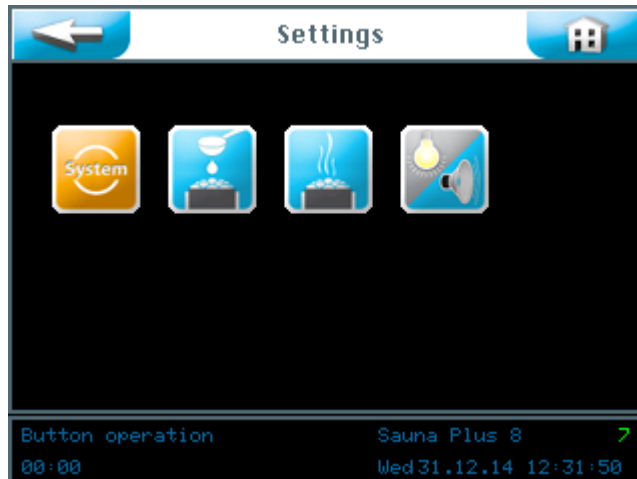 Settings
System
Button operation
Sauna Plus 8 7
00:00
Wed 31.12.14 12:31:50